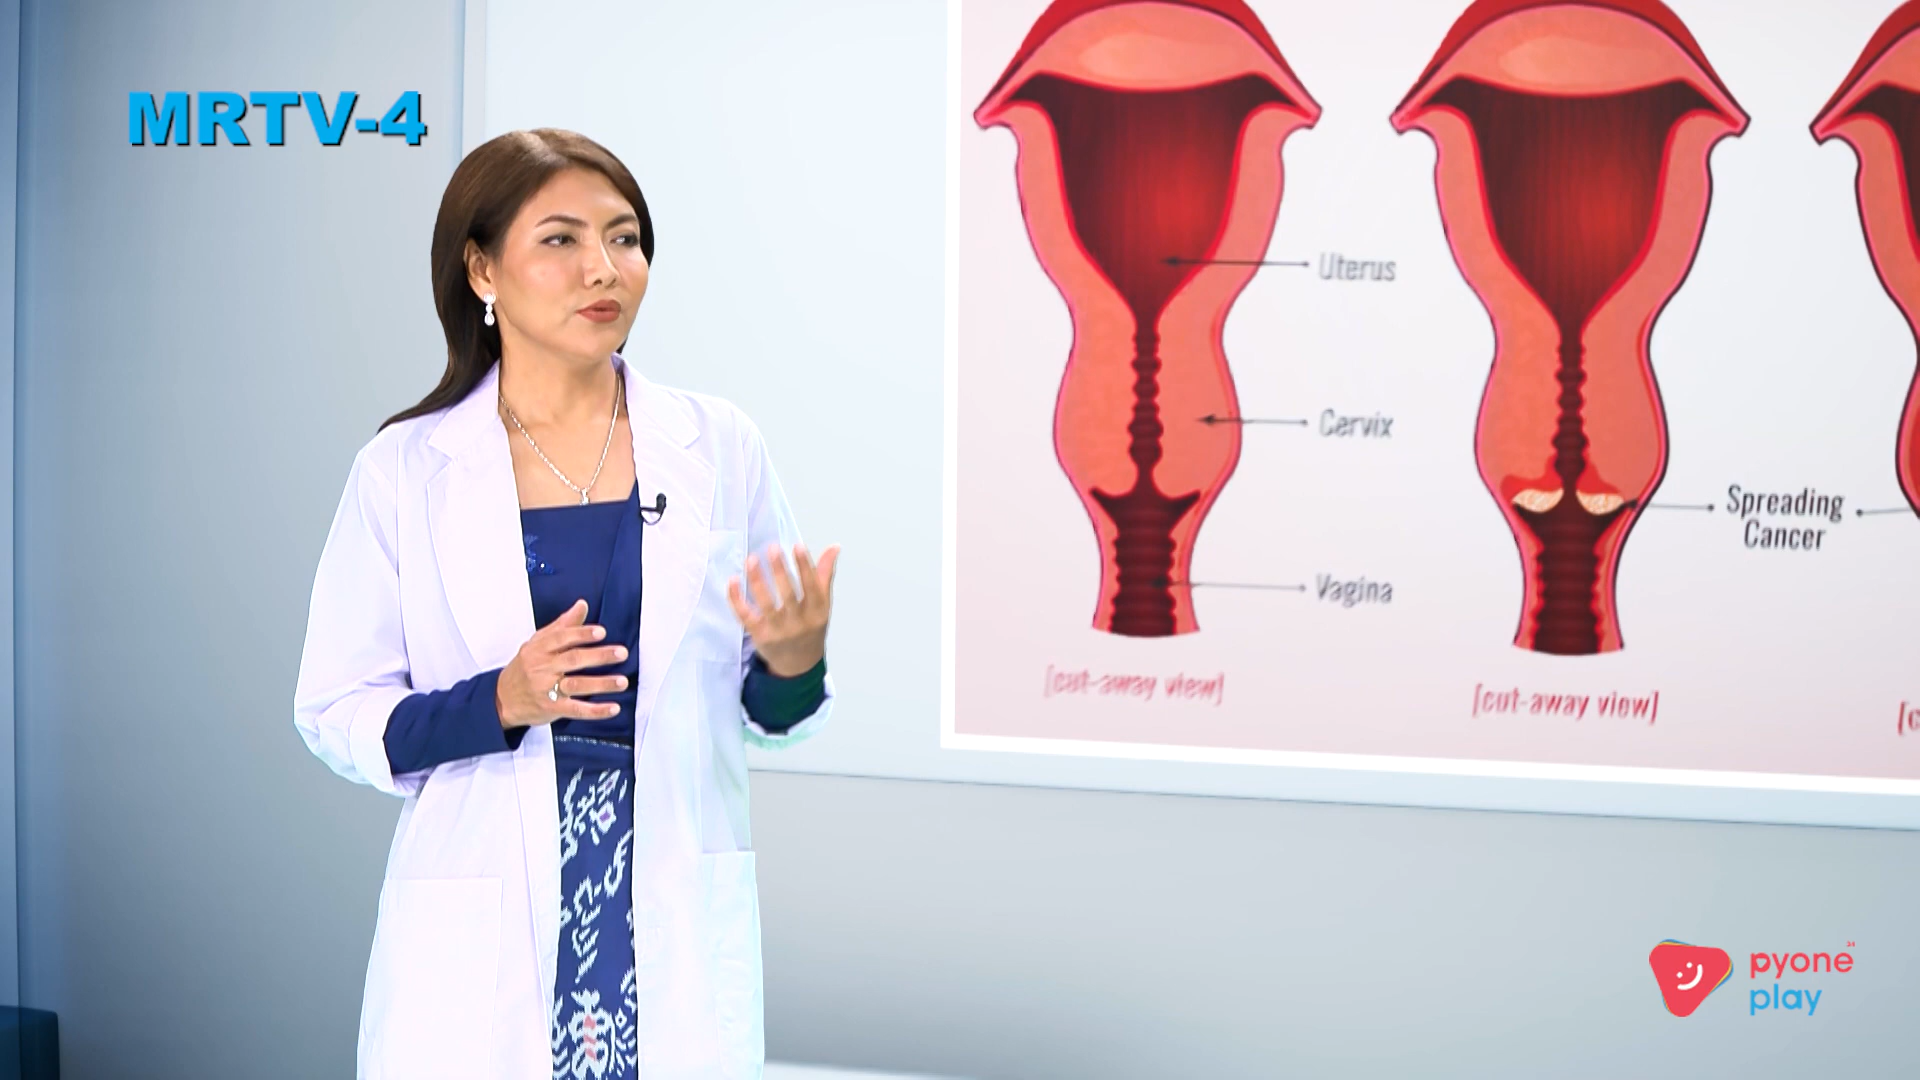 MRTV-4
Uterus
Cervix
Vagina
Spreading
Cancer
[cut-away view]
[cut-away view]
pyone
play